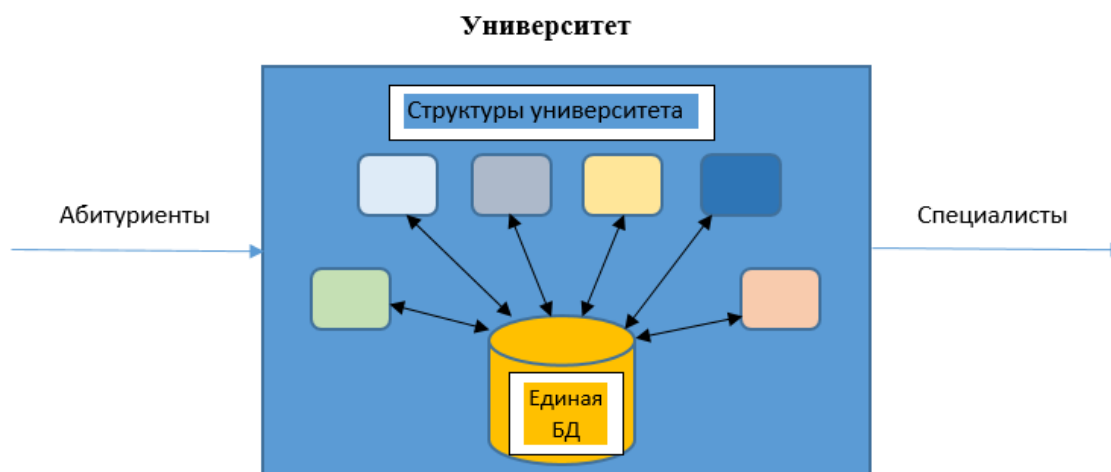 Университет
Структуры университета
Абитуриенты
Специалисты
Единая
БД